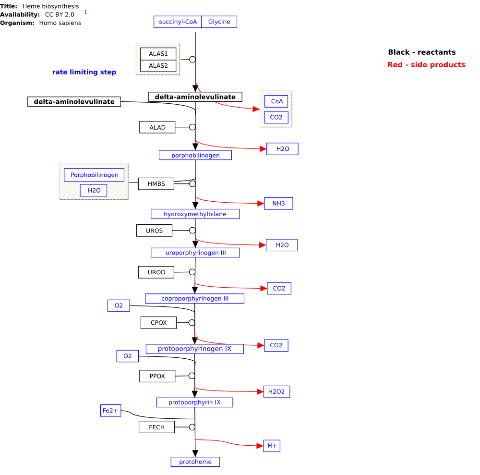 Title: Heme biosynthesis
Availability: CC BY 2.0 1
Organism: Homo sapiens
succinyl-CoA Glycine
ALAS1
ALAS2
Black - reactants
Red - side products
rate limiting step
delta-aminolevulinate
delta-aminolevulinate
CoA
CO2
ALAD
H2O
porphobilinogen
Porphobilinogen
H2O
HMBS
NH3
hydroxymethylbilane
UROS
H2O
uroporphyrinogen III
UROD
CO2
coproporphyrinogen III
O2
CPOX
CO2
protoporphyrinogen IX
O2
PPOX
H2O2
protoporphyrin IX
Fe2+
FECH
H+
protoheme